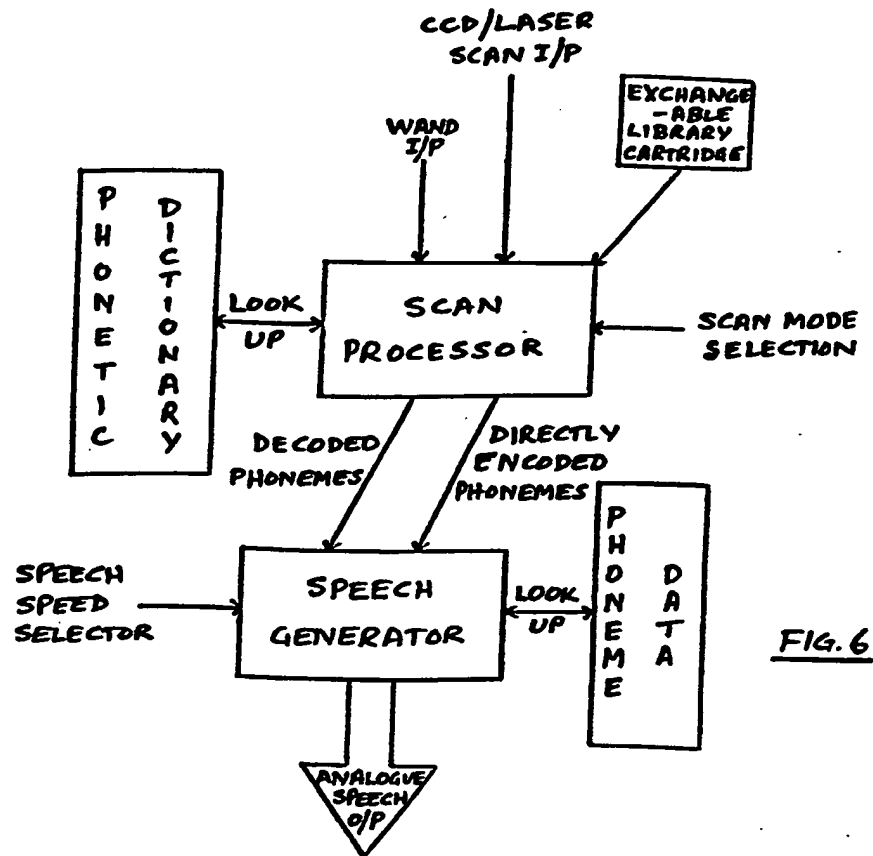 CCD/LASER
SCAN I/P
EXCHANGE
-ABLE
LIBRARY
CARTRIDGE
WAND
I/P
PHONETIC
DICTIONARY
LOOK
UP
SCAN
PROCESSOR
SCAN MODE
SELECTION
DECODED
PHONEMES
DIRECTLY
ENCODED
PHONEMES
SPEECH
SPEED
SELECTOR
SPEECH
GENERATOR
LOOK
UP
PHONEME
DATA
FIG. 6
ANALOGUE
SPEECH
O/P